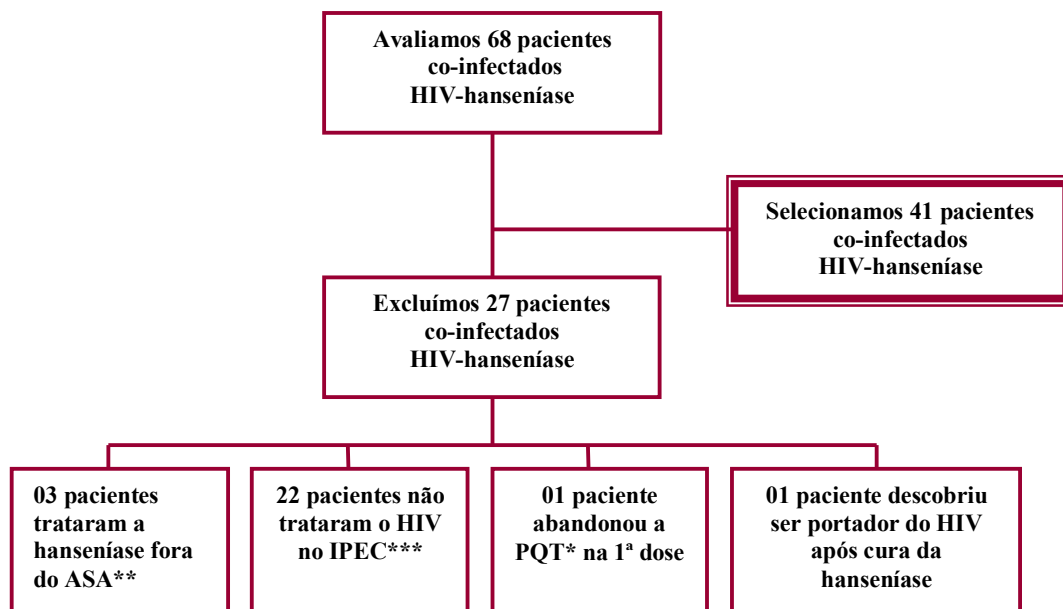 Avaliamos 68 pacientes
co-infectados
HIV-hanseníase
Selecionamos 41 pacientes
co-infectados
HIV-hanseníase
Excluímos 27 pacientes
co-infectados
HIV-hanseníase
03 pacientes
trataram a
hanseníase fora
do ASA**
22 pacientes não
trataram o HIV
no IPEC***
01 paciente
abandonou a
PQT* na 1ª dose
01 paciente descobriu
ser portador do HIV
após cura da
hanseníase